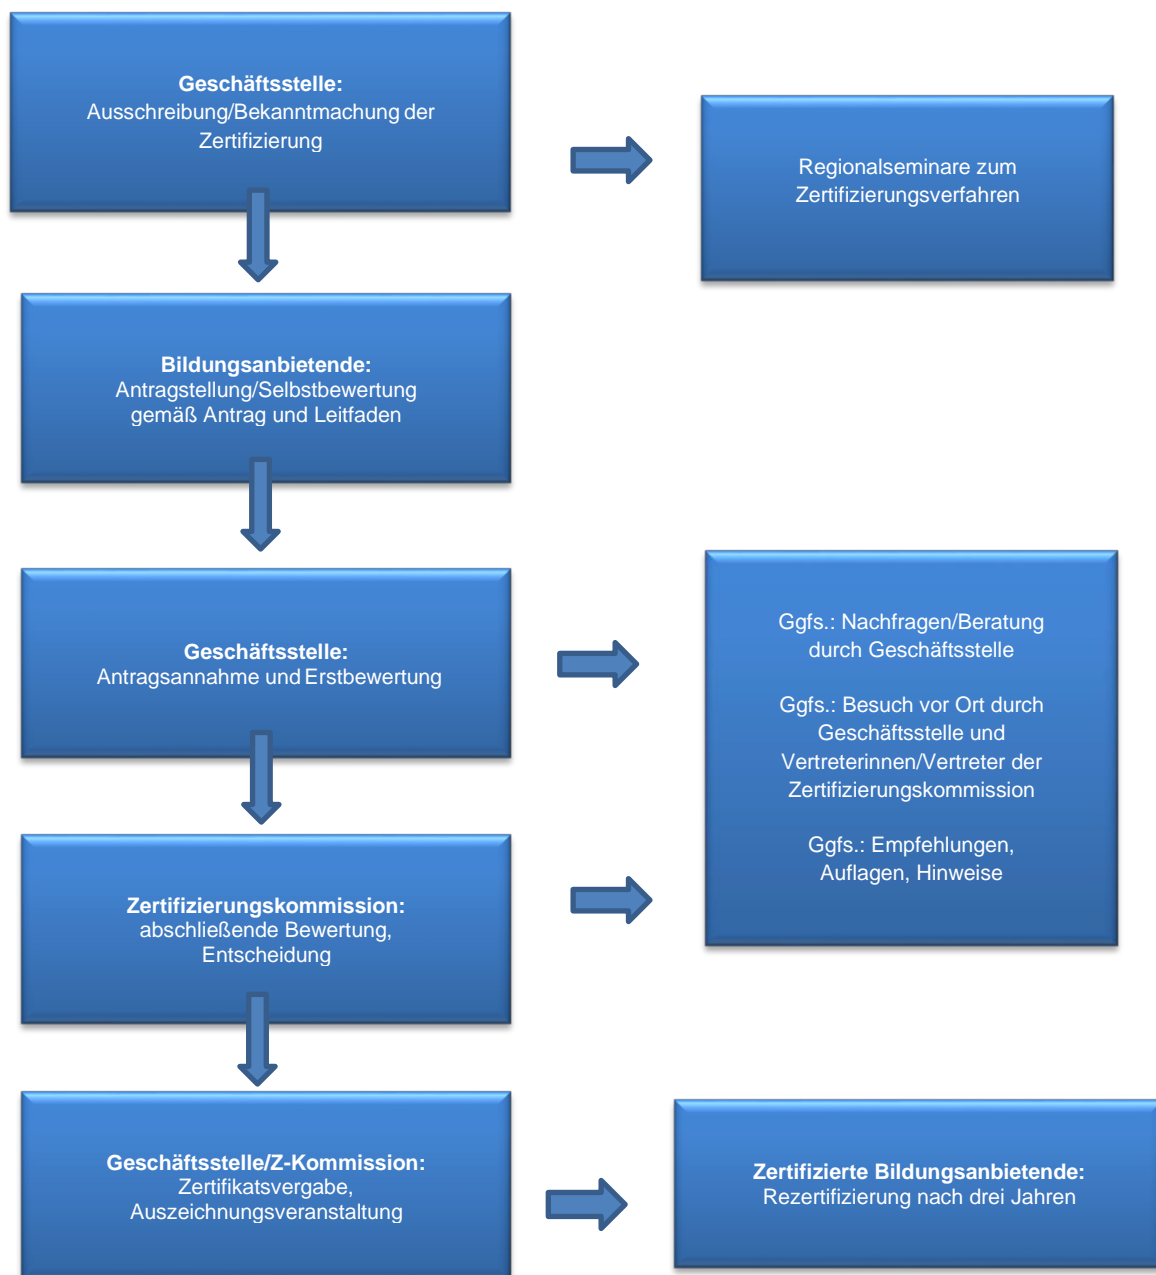 Geschäftsstelle:
Ausschreibung/Bekanntmachung der
Zertifizierung
Regionalseminare zum
Zertifizierungsverfahren
Bildungsanbietende:
Antragstellung/Selbstbewertung
gemäß Antrag und Leitfaden
Geschäftsstelle:
Antragsannahme und Erstbewertung
Ggfs.: Nachfragen/Beratung
durch Geschäftsstelle
Ggfs.: Besuch vor Ort durch
Geschäftsstelle und
Vertreterinnen/Vertreter der
Zertifizierungskommission
Ggfs.: Empfehlungen,
Auflagen, Hinweise
Zertifizierungskommission:
abschließende Bewertung,
Entscheidung
Geschäftsstelle/Z-Kommission:
Zertifikatsvergabe,
Auszeichnungsveranstaltung
Zertifizierte Bildungsanbietende:
Rezertifizierung nach drei Jahren